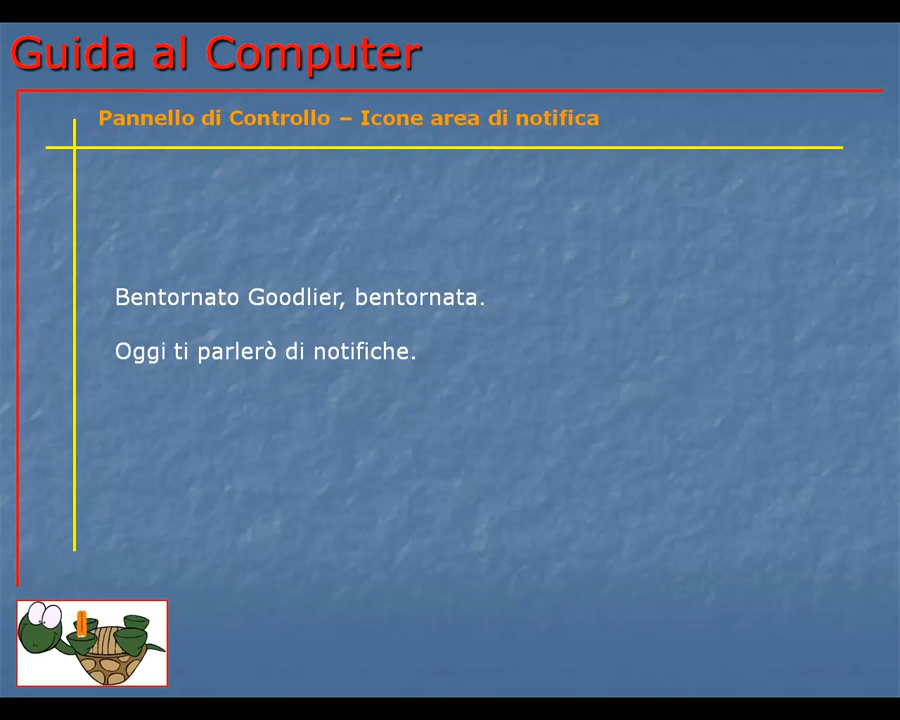 Guida al Computer
Pannello di Controllo – Icone area di notifica
Bentornato Goodlier, bentornata.
Oggi ti parlerò di notifiche.